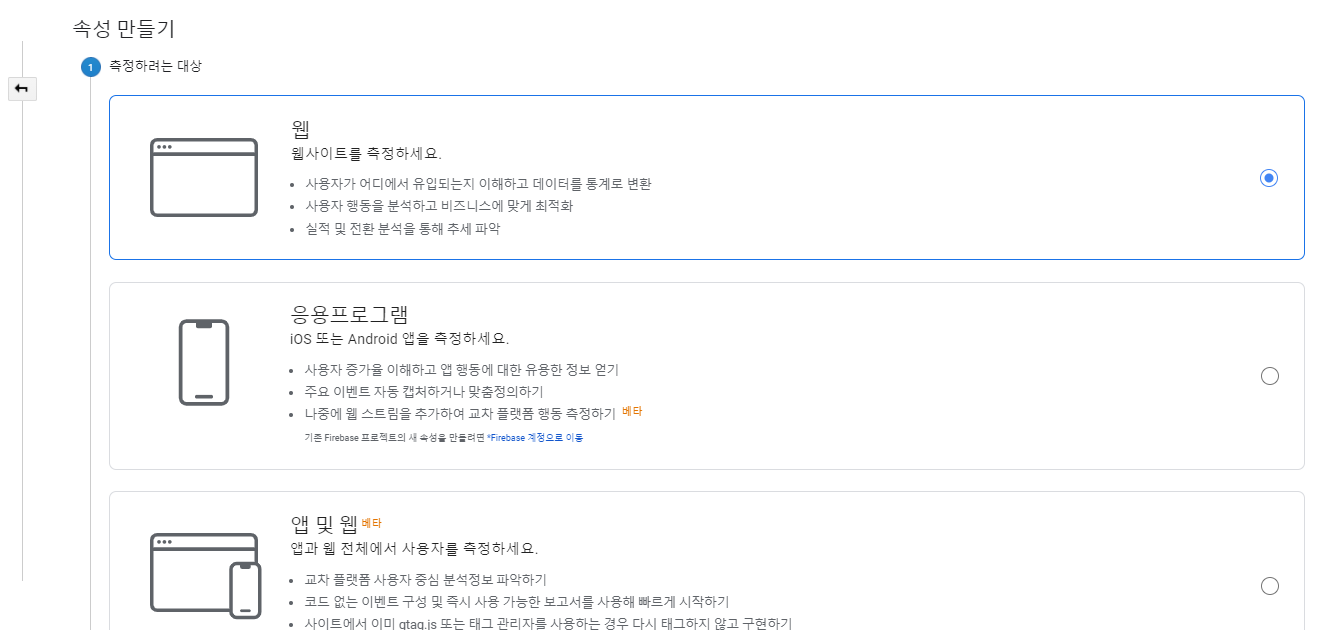 속성 만들기
1 측정하려는 대상
웹
웹사이트를 측정하세요.
• 사용자가 어디에서 유입되는지 이해하고 데이터를 통계로 변환
• 사용자 행동을 분석하고 비즈니스에 맞게 최적화
• 실적 및 전환 분석을 통해 추세 파악
응용프로그램
iOS 또는 Android 앱을 측정하세요.
• 사용자 증가율 이해하고 앱 행동에 대한 유용한 정보 얻기
• 주요 이벤트 자동 캡처하거나 맞춤정의하기
• 나중에 웹 스트림을 추가하여 교차 플랫폼 행동 측정하기 베타
기존 Firebase 프로젝트의 새 속성을 만들려면 *Firebase 계정으로 이동
앱 및 웹 베타
앱과 웹 전체에서 사용자를 측정하세요.
• 교차 플랫폼 사용자 중심 분석정보 파악하기
• 코드 없는 이벤트 구성 및 즉시 사용 가능한 보고서를 사용해 빠르게 시작하기
• 사이트에서 이미 gtag.js 또는 태그 관리자를 사용하는 경우 다시 태그하지 않고 구현하기